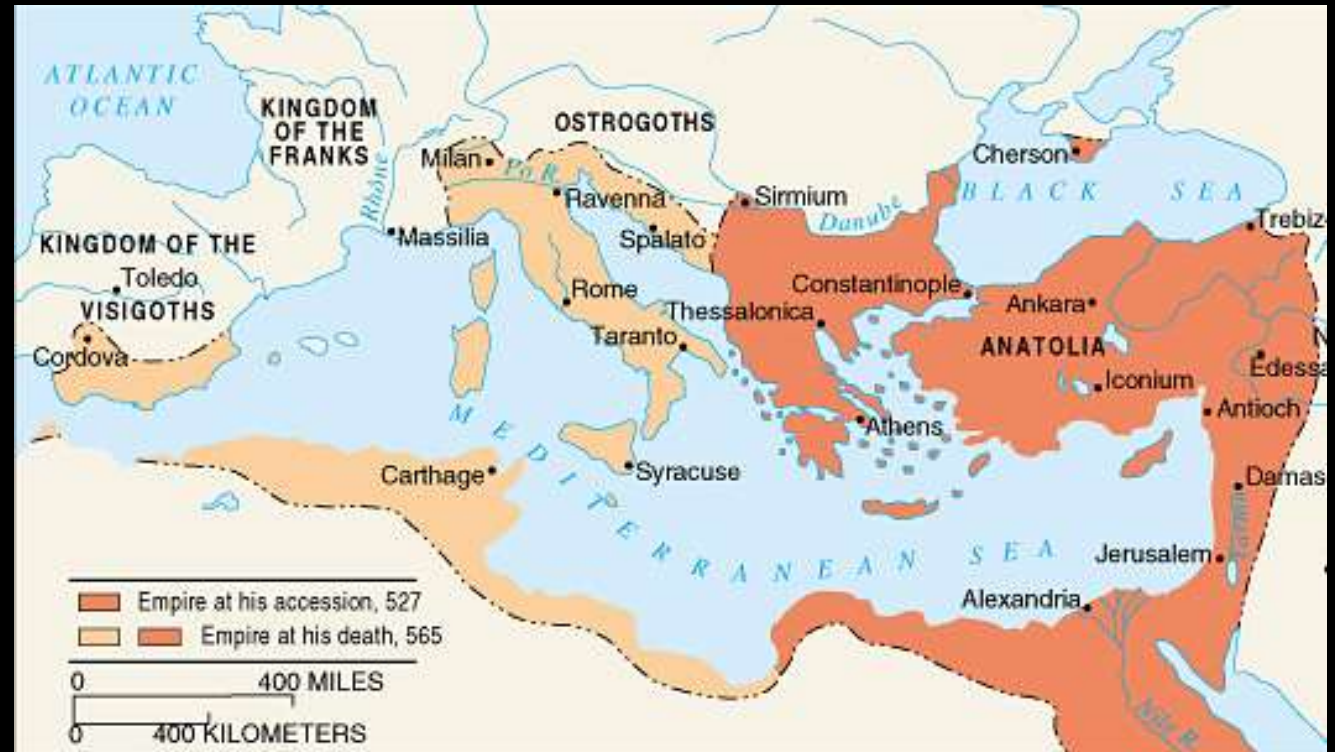 ATLANTIC
OCEAN
KINGDOM
OF THE
FRANKS
Rhône
OSTROGOTHS
Milan
Po R.
Ravenna
Spalato
Massilia
Sirmium
Danube
Cherson
BLACK SEA
Trebiz
KINGDOM OF THE
Toledo
VISIGOTHS
Cordova
Rome
Taranto
Thessalonica
Constantinople
Ankara
ANATOLIA
Iconium
Edessa
Antioch
Athens
MEDITERRANEAN SEA
Carthage
Syracuse
Damas
Jerusalem
Alexandria
Nile R.
Empire at his accession, 527
Empire at his death, 565
0 400 MILES
0 400 KILOMETERS